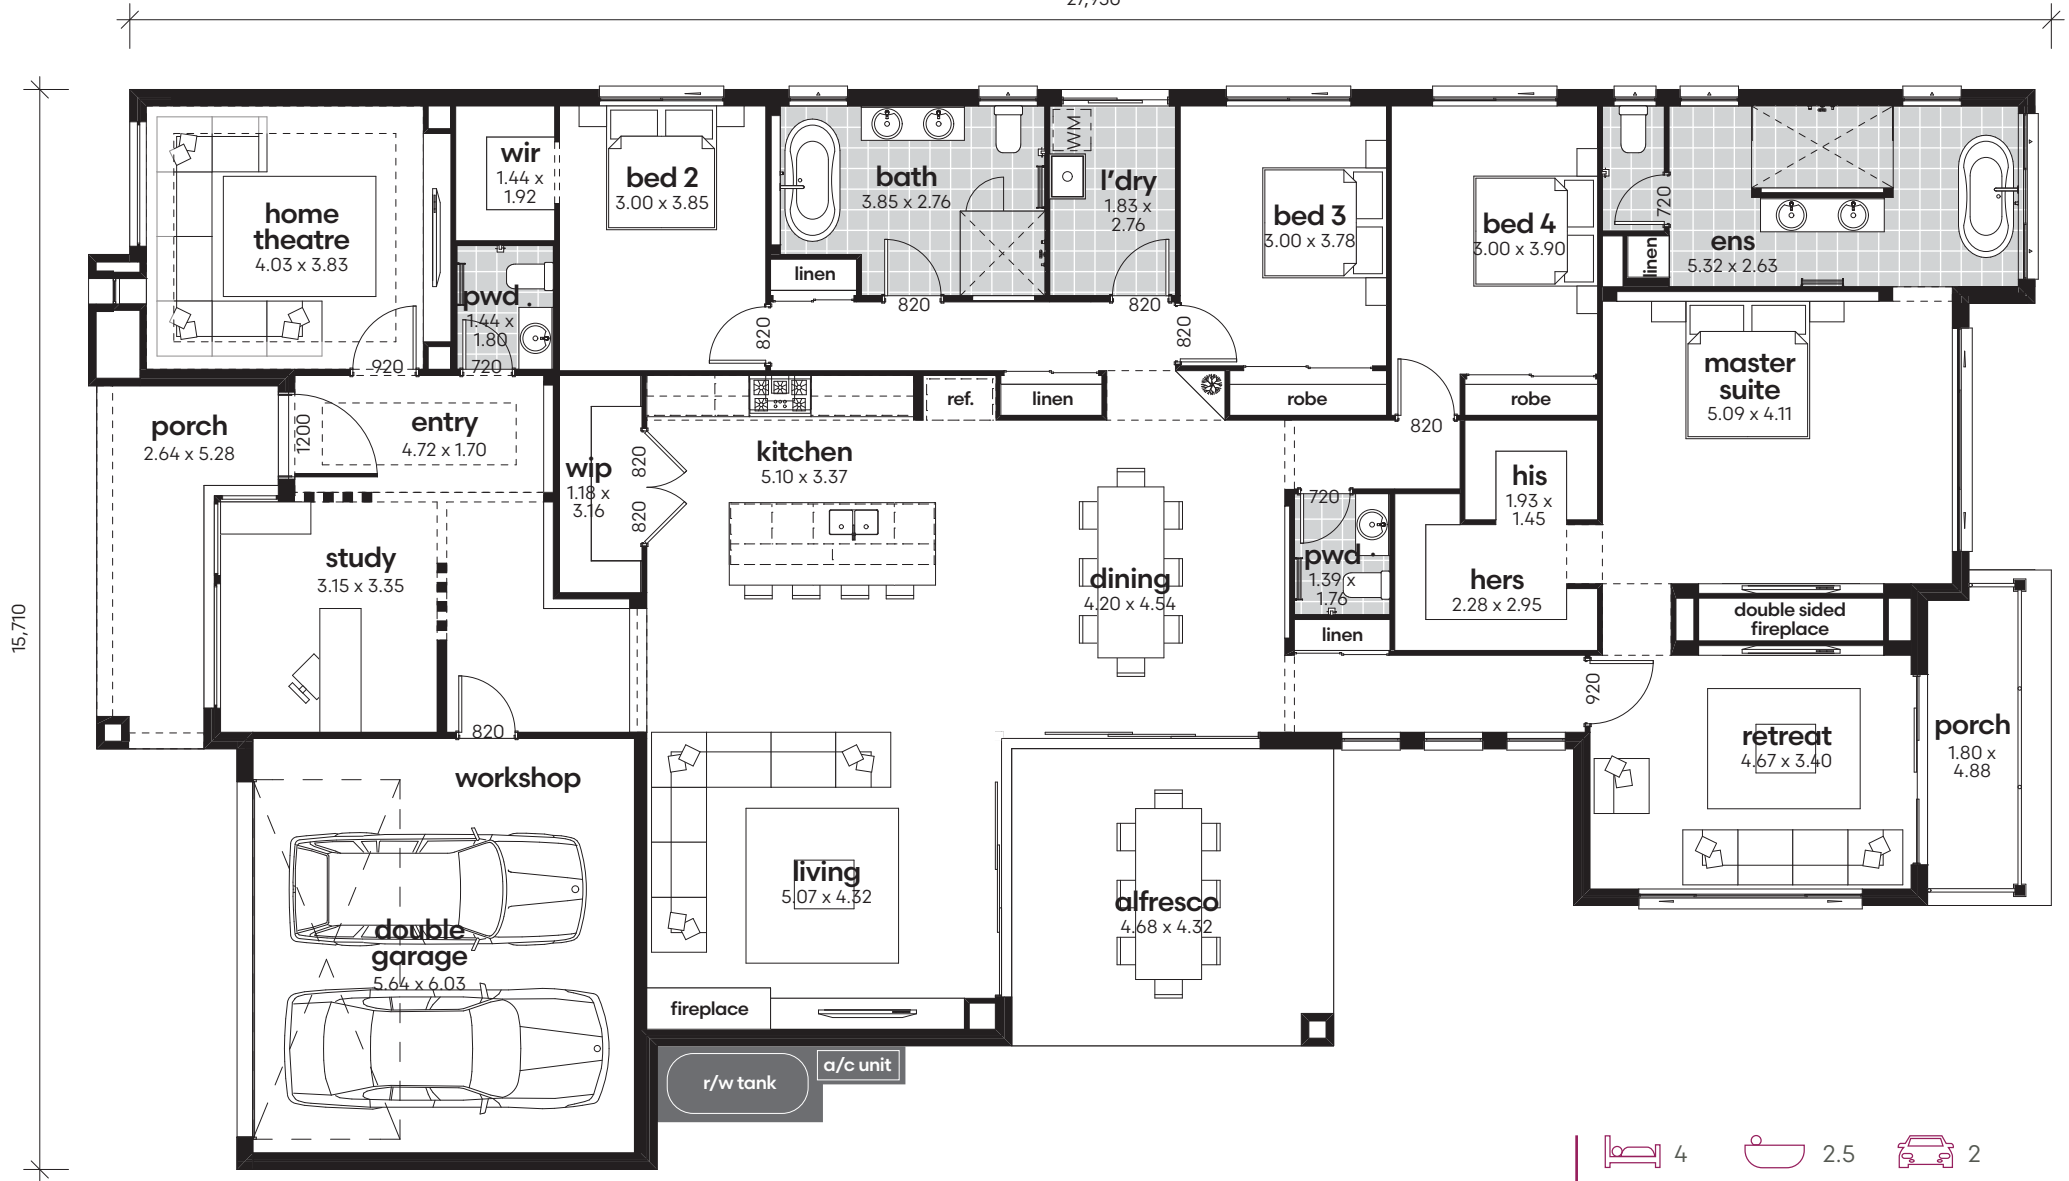 15,710
wir
1.44 x
1.92
bed 2
3.00 x 3.85
bath
3.85 x 2.76
WM
l'dry
1.83 x
2.76
bed 3
3.00 x 3.78
bed 4
3.00 x 3.90
720
linen
ens
5.32 x 2.63
home
theatre
4.03 x 3.83
920
pwd.
1.44 x
1.80
720
linen
820
820
820
820
master
suite
5.09 x 4.11
porch
2.64 x 5.28
1200
entry
4.72 x 1.70
wip
1.18 x
3.16
820
820
kitchen
5.10 x 3.37
ref.
linen
robe
820
robe
his
1.93 x
1.45
study
3.15 x 3.35
dining
4.20 x 4.54
720
pwd
1.39 x
1.76
linen
hers
2.28 x 2.95
double sided
fireplace
920
820
workshop
retreat
4.67 x 3.40
porch
1.80 x
4.88
living
5.07 x 4.32
alfresco
4.68 x 4.32
double
garage
5.64 x 6.03
fireplace
a/c unit
r/w tank
4
2.5
2